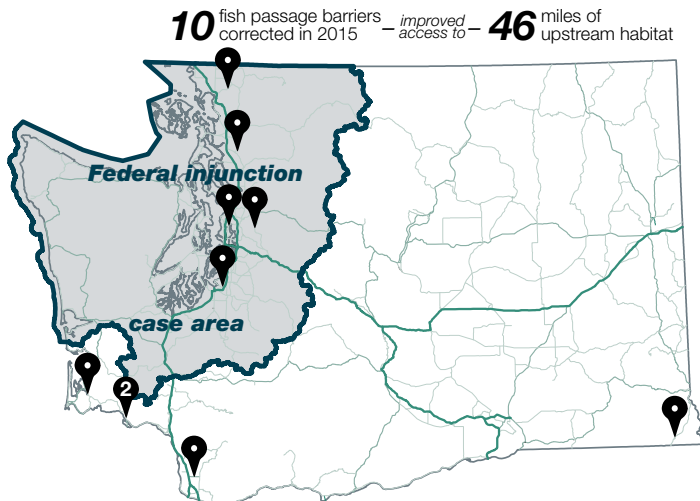 10 fish passage barriers corrected in 2015 – improved access to – 46 miles of upstream habitat
Federal injunction
case area
2